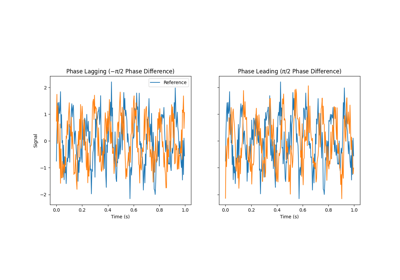 Phase Lagging (−π/2 Phase Difference)
Phase Leading (π/2 Phase Difference)
Reference
2
1
0
−1
−2
Signal
0.0 0.2 0.4 0.6 0.8 1.0
0.0 0.2 0.4 0.6 0.8 1.0
Time (s)
Time (s)